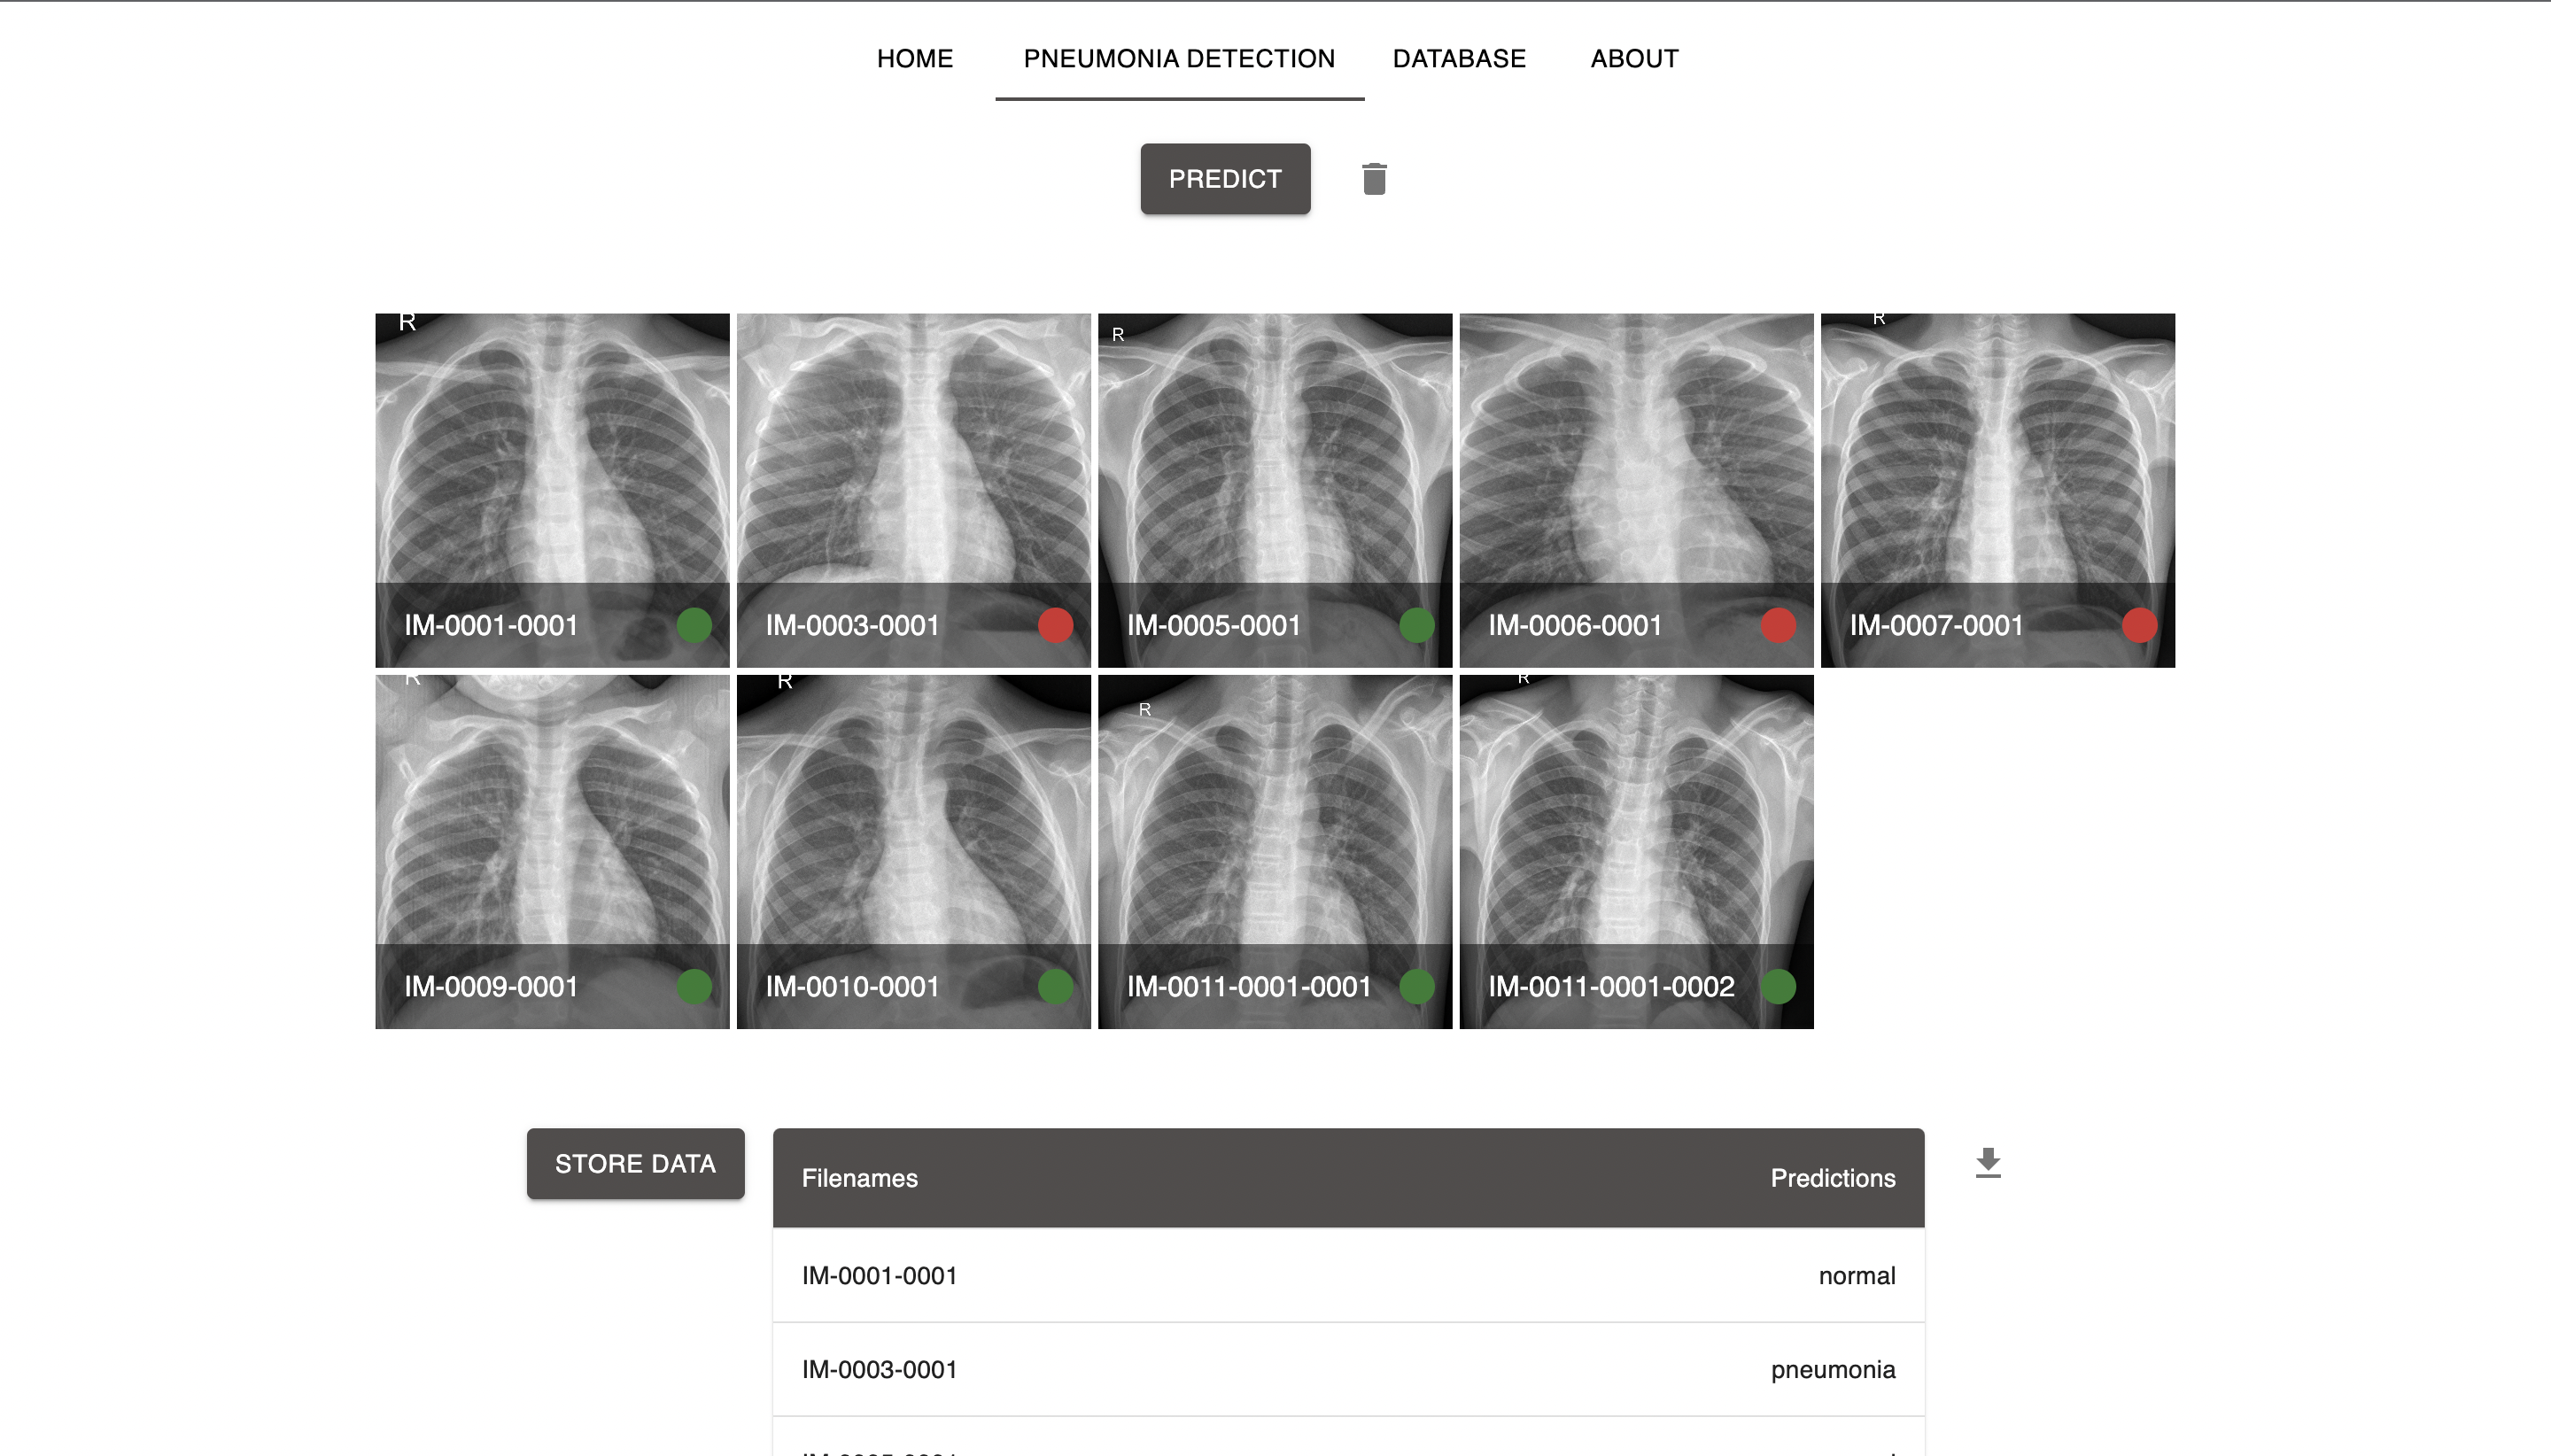 HOME PNEUMONIA DETECTION DATABASE ABOUT
PREDICT
R
R
R
IM-0001-0001
IM-0003-0001
IM-0005-0001
IM-0006-0001
IM-0007-0001
R
R
R
R
IM-0009-0001
IM-0010-0001
IM-0011-0001-0001
IM-0011-0001-0002
STORE DATA
Filenames Predictions
IM-0001-0001 normal
IM-0003-0001 pneumonia